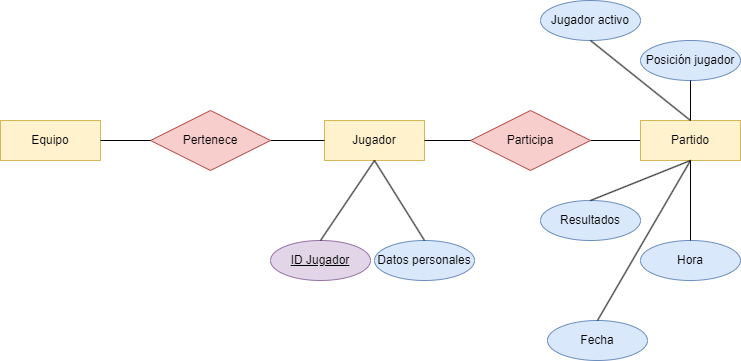 Jugador activo
Posición jugador
Equipo
Pertenece
Jugador
Participa
Partido
Resultados
ID Jugador
Datos personales
Hora
Fecha